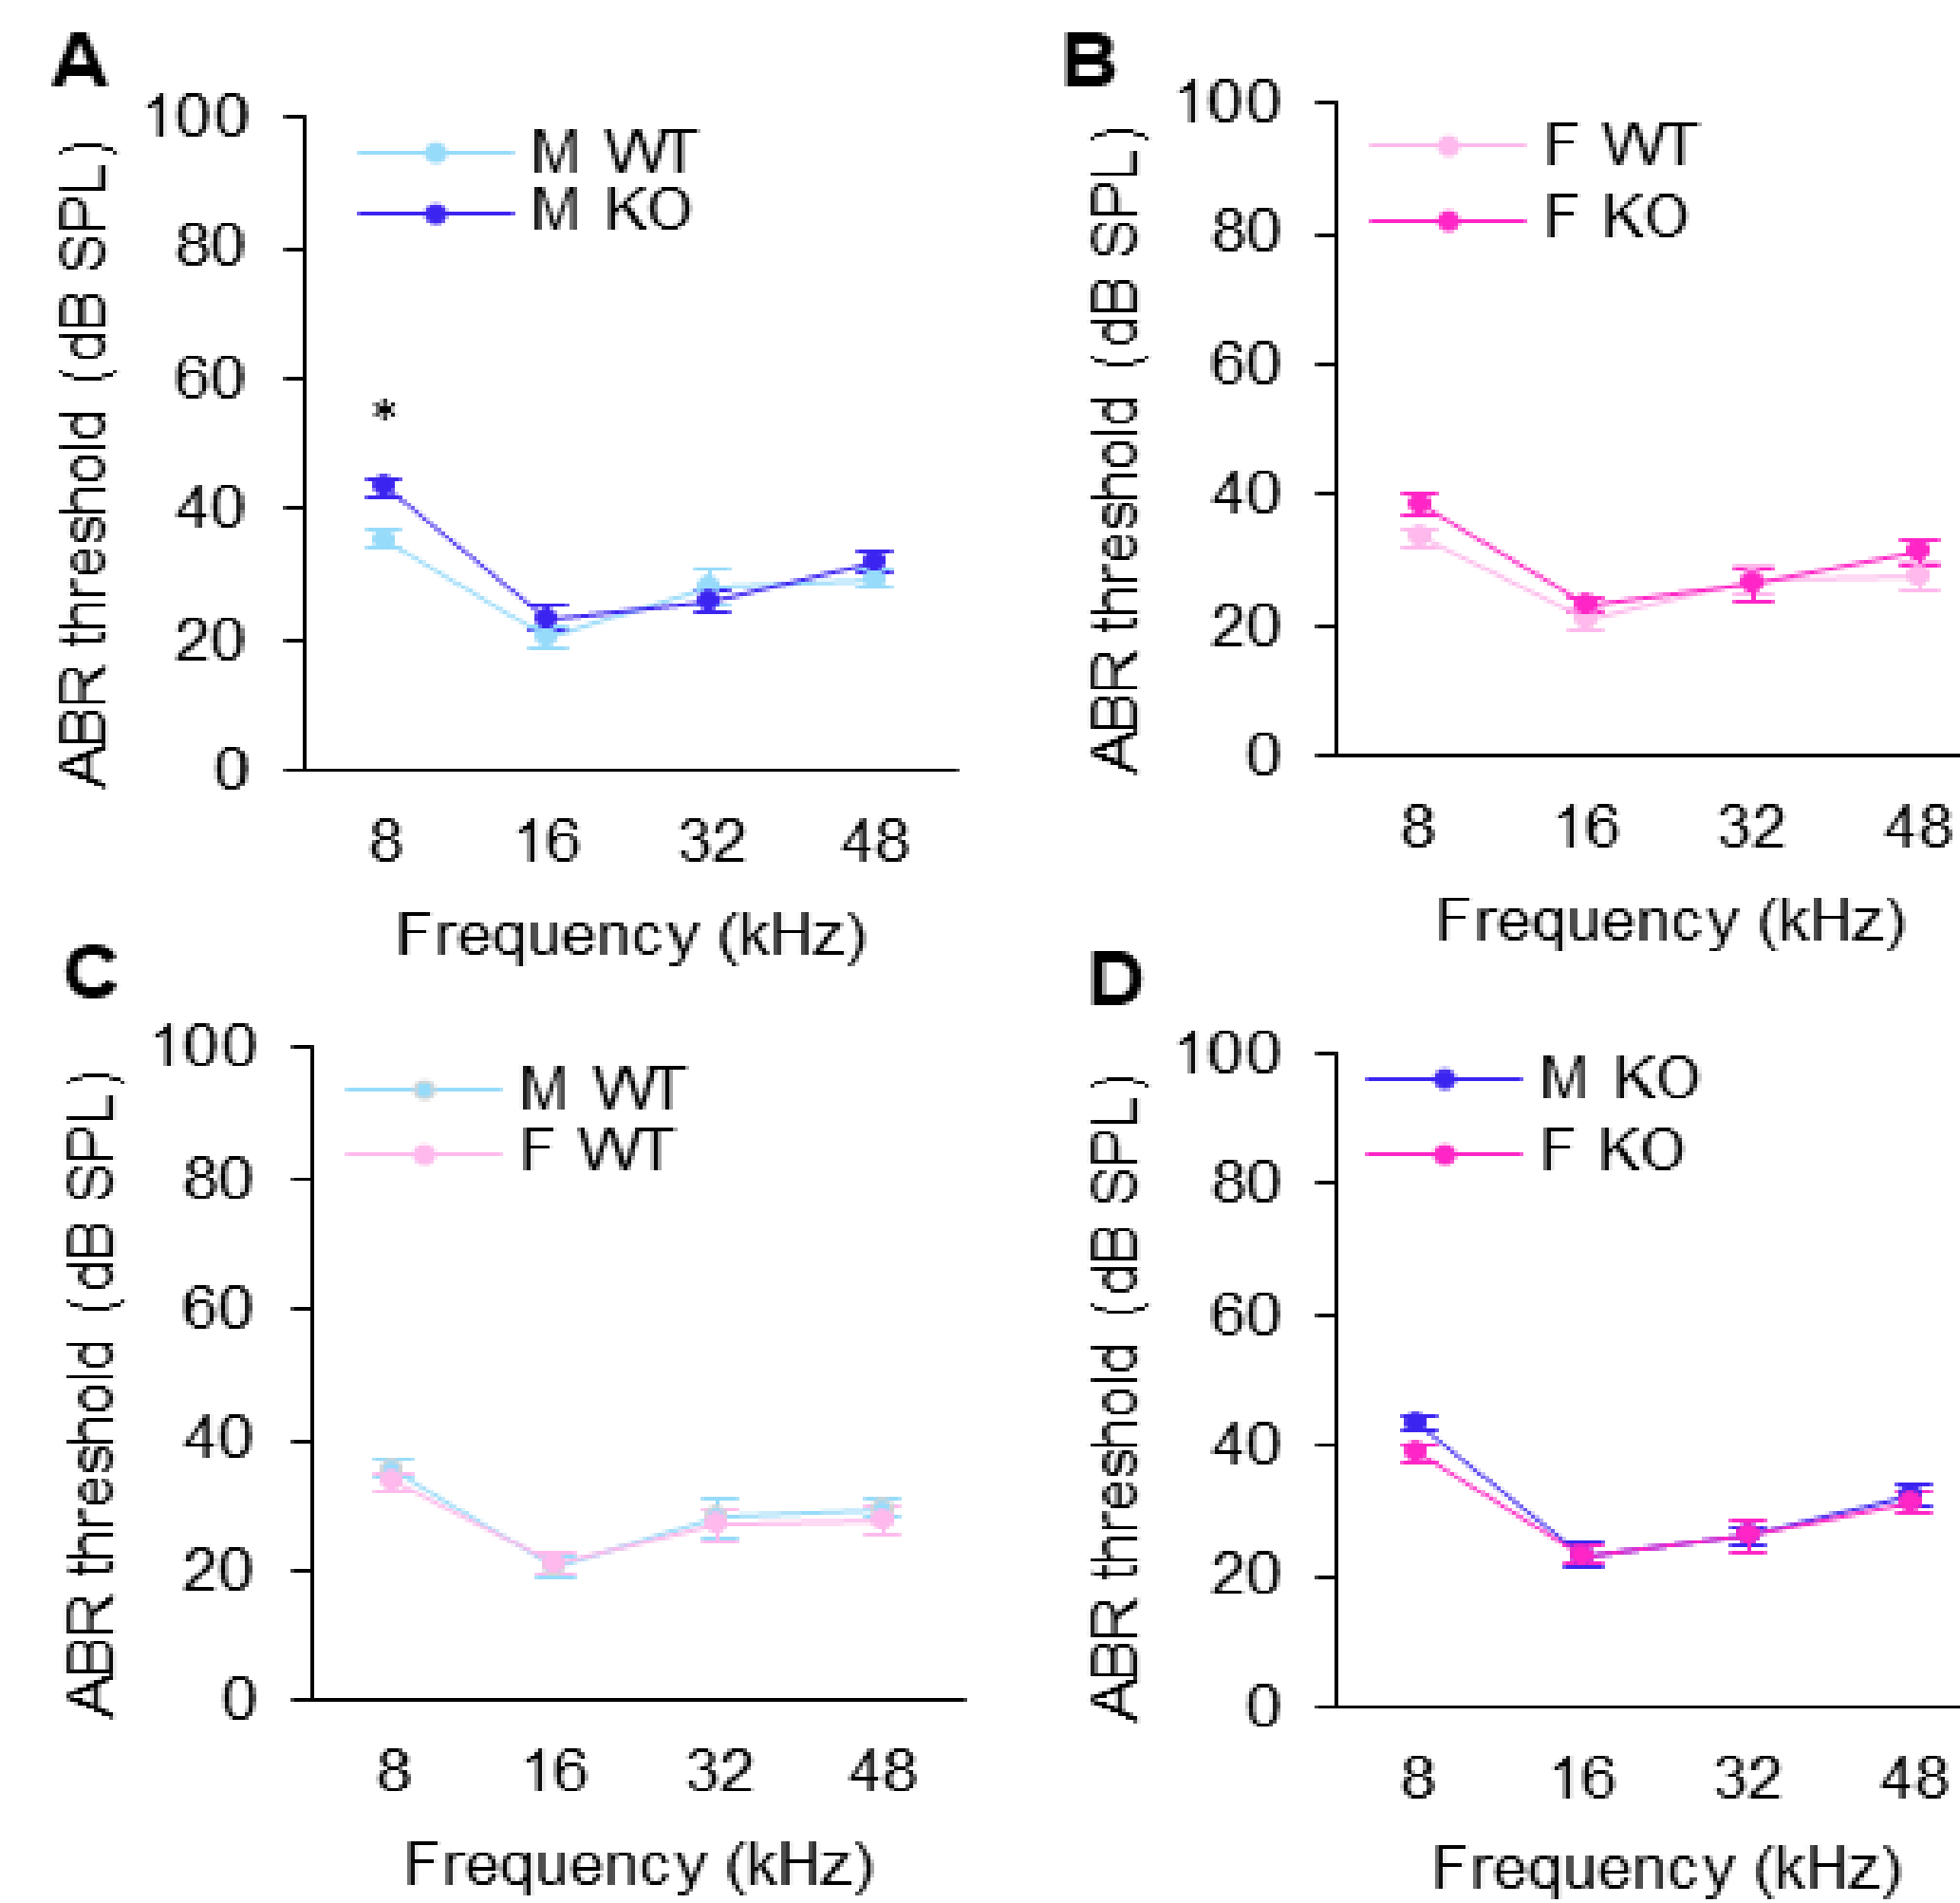 A
ABR threshold (dB SPL)
100
80
60
40
20
0
M WT
M KO
*
8 16 32 48
Frequency (kHz)
B
ABR threshold (dB SPL)
100
80
60
40
20
0
F WT
F KO
8 16 32 48
Frequency (kHz)
C
ABR threshold (dB SPL)
100
80
60
40
20
0
M WT
F WT
8 16 32 48
Frequency (kHz)
D
ABR threshold (dB SPL)
100
80
60
40
20
0
M KO
F KO
8 16 32 48
Frequency (kHz)